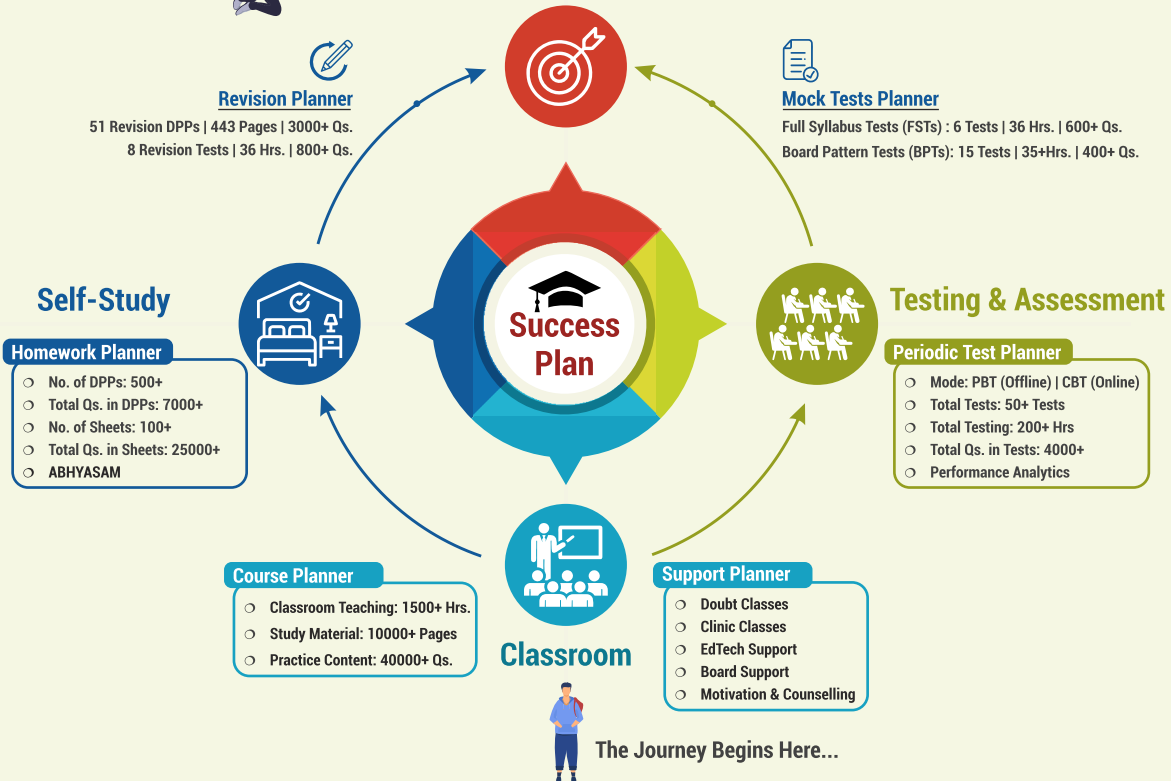 Revision Planner
51 Revision DPPs | 443 Pages | 3000+ Qs.
8 Revision Tests | 36 Hrs. | 800+ Qs.
Mock Tests Planner
Full Syllabus Tests (FSTs) : 6 Tests | 36 Hrs. | 600+ Qs.
Board Pattern Tests (BPTs): 15 Tests | 35+Hrs. | 400+ Qs.
Self-Study
Homework Planner
No. of DPPs: 500+
Total Qs. in DPPs: 7000+
No. of Sheets: 100+
Total Qs. in Sheets: 25000+
ABHYASAM
Success
Plan
Testing & Assessment
Periodic Test Planner
Mode: PBT (Offline) | CBT (Online)
Total Tests: 50+ Tests
Total Testing: 200+ Hrs
Total Qs. in Tests: 4000+
Performance Analytics
Course Planner
Classroom Teaching: 1500+ Hrs.
Study Material: 10000+ Pages
Practice Content: 40000+ Qs.
Classroom
Support Planner
Doubt Classes
Clinic Classes
EdTech Support
Board Support
Motivation & Counselling
The Journey Begins Here...